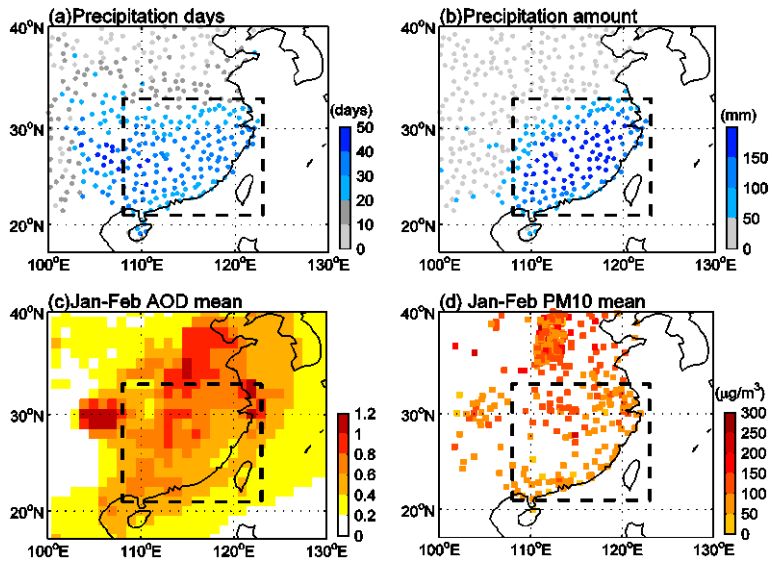 (a)Precipitation days
(b)Precipitation amount
40°N
30°N
20°N
100°E 110°E 120°E 130°E
(days)
50
40
30
20
10
0
40°N
30°N
20°N
100°E 110°E 120°E 130°E
(mm)
150
100
50
0
(c)Jan-Feb AOD mean
(d) Jan-Feb PM10 mean
40°N
30°N
20°N
100°E 110°E 120°E 130°E
1.2
1
0.8
0.6
0.4
0.2
0
40°N
30°N
20°N
100°E 110°E 120°E 130°E
(μg/m³)
300
250
200
150
100
50
0